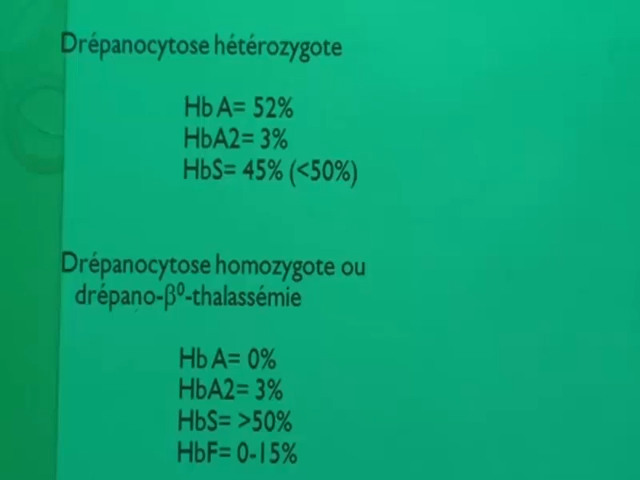 Drépanocytose hétérozygote
Hb A= 52%
HbA2= 3%
HbS= 45% (<50%)
Drépanocytose homozygote ou
drépano-β⁰-thalassémie
Hb A= 0%
HbA2= 3%
HbS= >50%
HbF= 0-15%